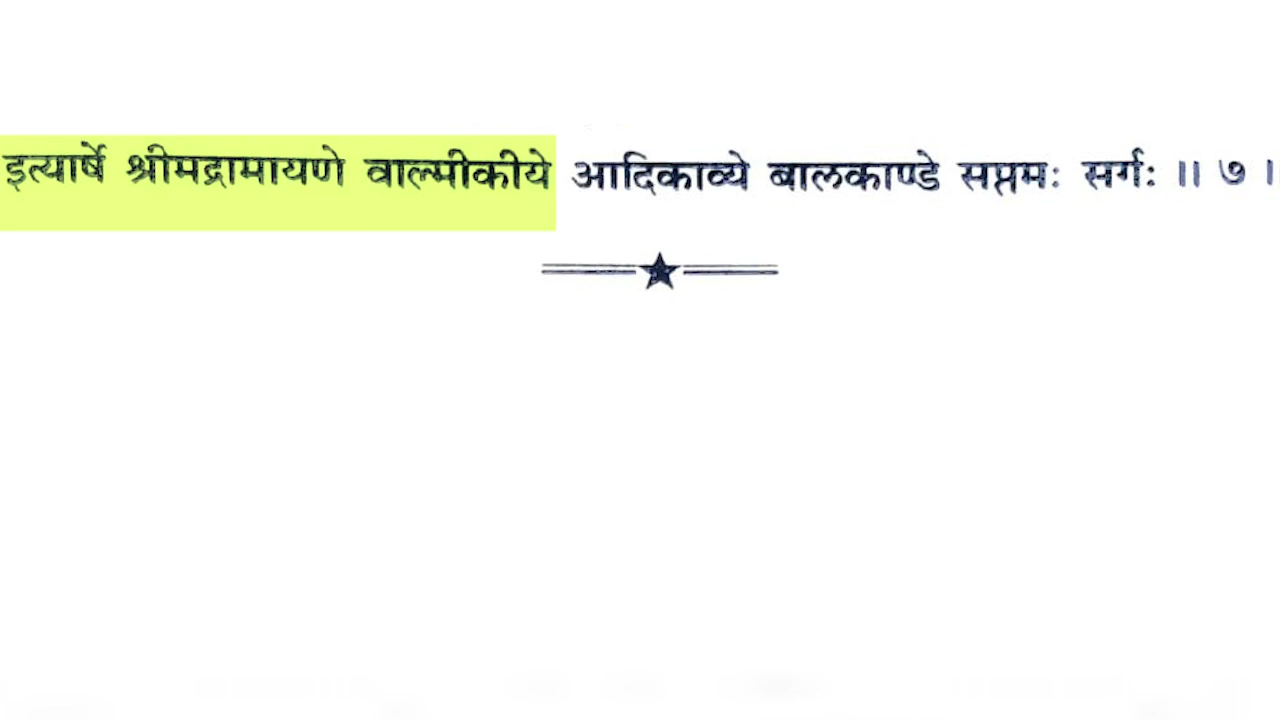 इत्यार्षे श्रीमद्रामायणे वाल्मीकीये आदिकाव्ये बालकाण्डे सप्तमः सर्गः ॥ ७ ।